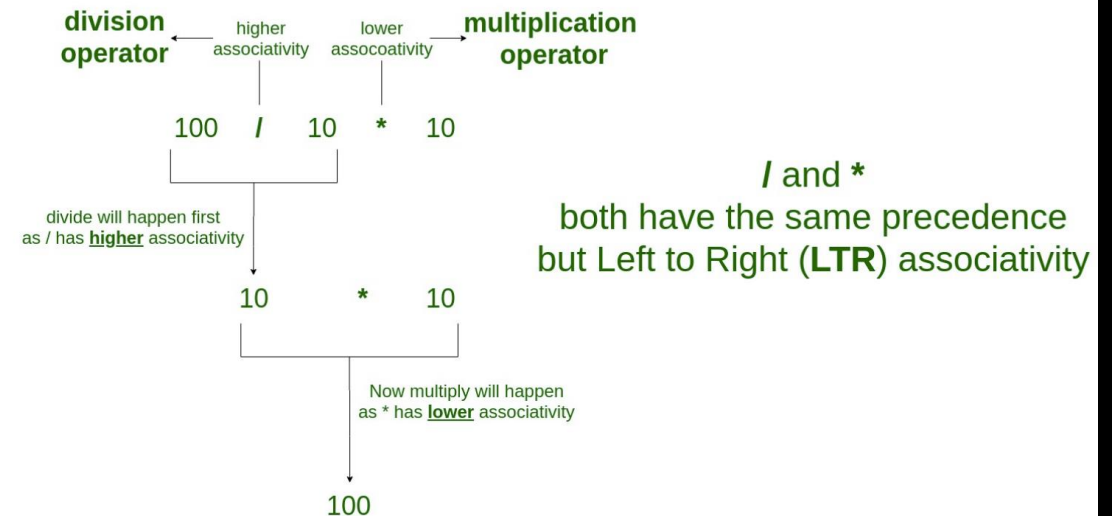 division
operator
higher
associativity
lower
assocoativity
multiplication
operator
100 / 10 * 10
/ and *
both have the same precedence
but Left to Right (LTR) associativity
divide will happen first
as / has higher associativity
10 * 10
Now multiply will happen
as * has lower associativity
100